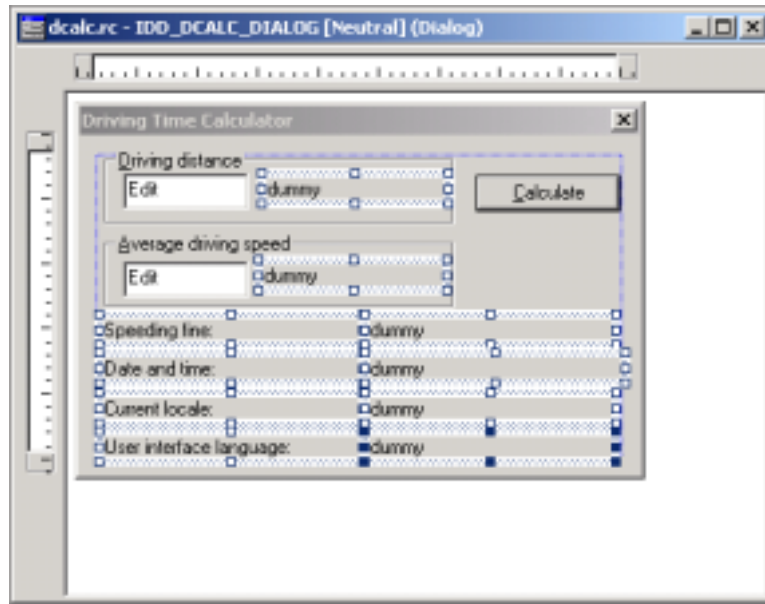 dcalc.rc - IDD_DCALC_DIALOG [Neutral] (Dialog)
Driving Time Calculator
Driving distance
Edit dummy
Calculate
Average driving speed
Edit dummy
Speeding fine: dummy
Date and time: dummy
Current locale: dummy
User interface language: dummy